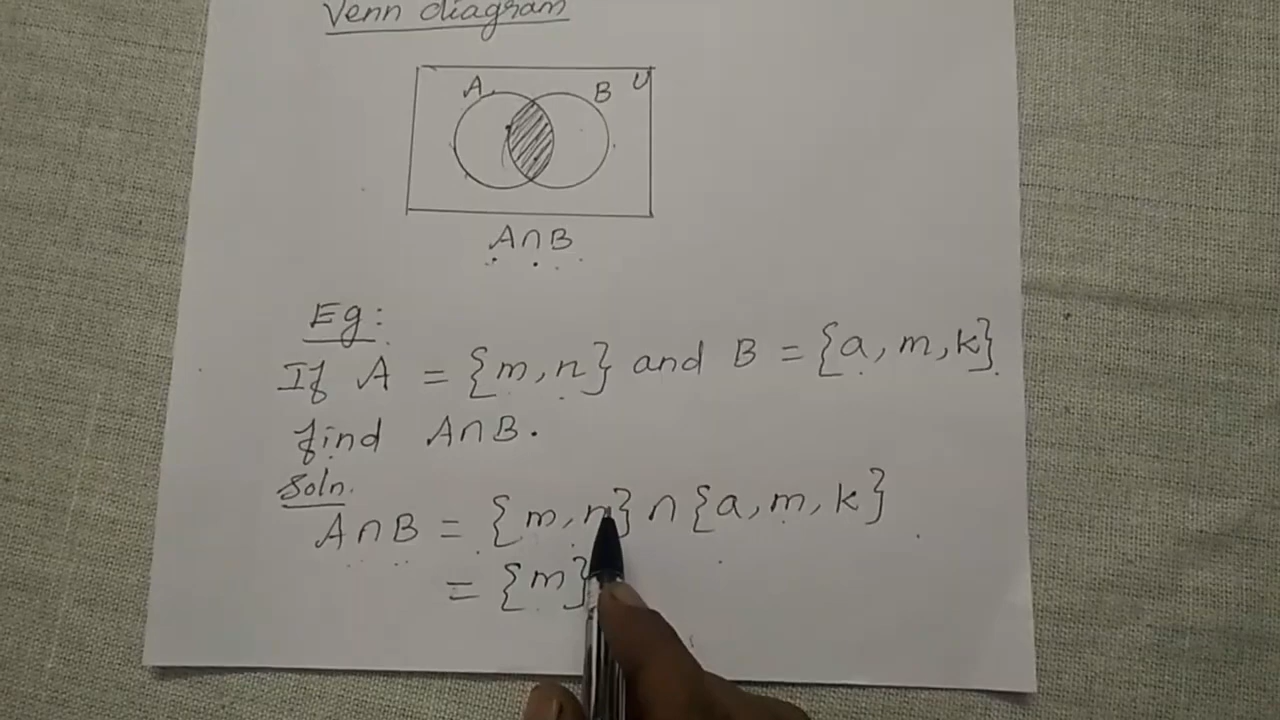 Venn diagram
A B U
A∩B
Eg:
If A = {m, n} and B = {a, m, k}
find A∩B.
Soln.
A∩B = {m, n} ∩ {a, m, k}
= {m}